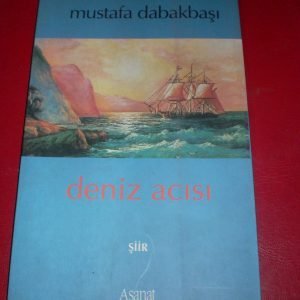 mustafa dabakbaşı
deniz acısı
ŞİİR
Asanat